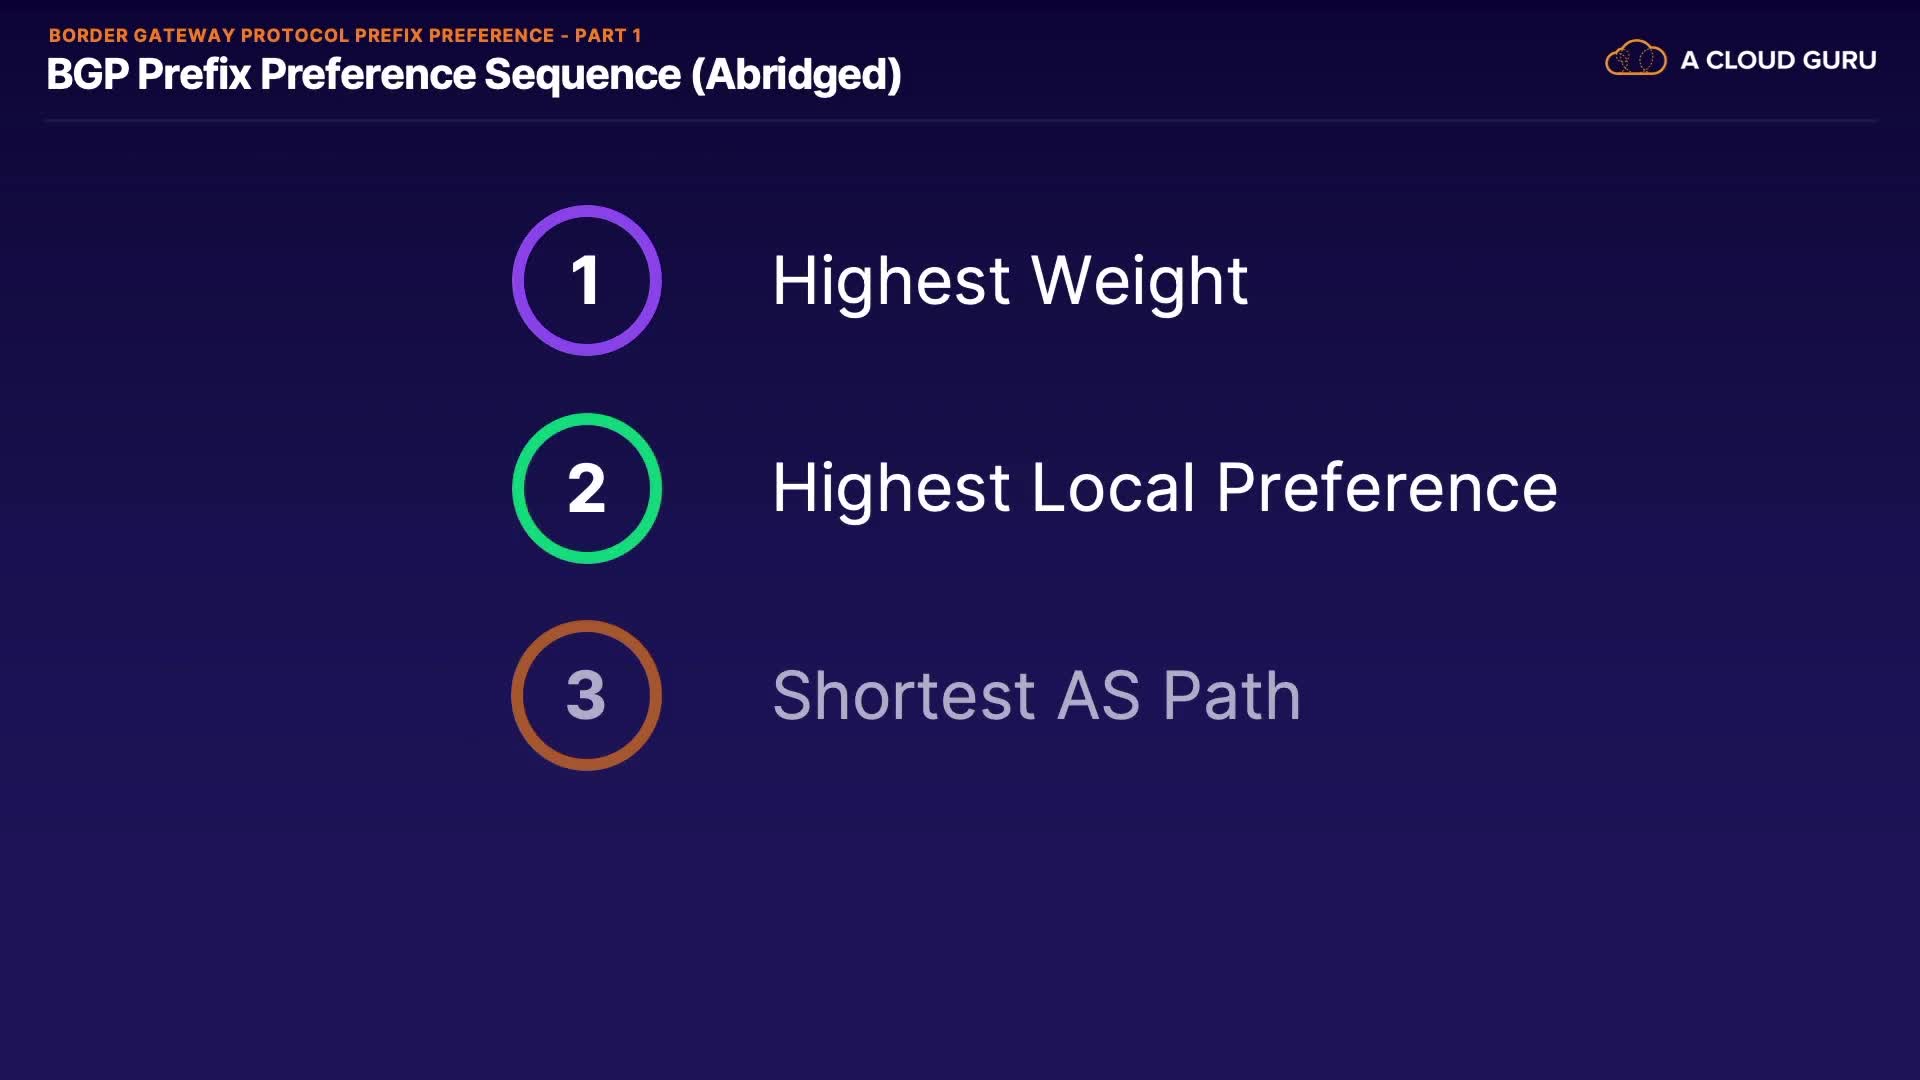 BORDER GATEWAY PROTOCOL PREFIX PREFERENCE - PART 1
BGP Prefix Preference Sequence (Abridged)
A CLOUD GURU
1 Highest Weight
2 Highest Local Preference
3 Shortest AS Path